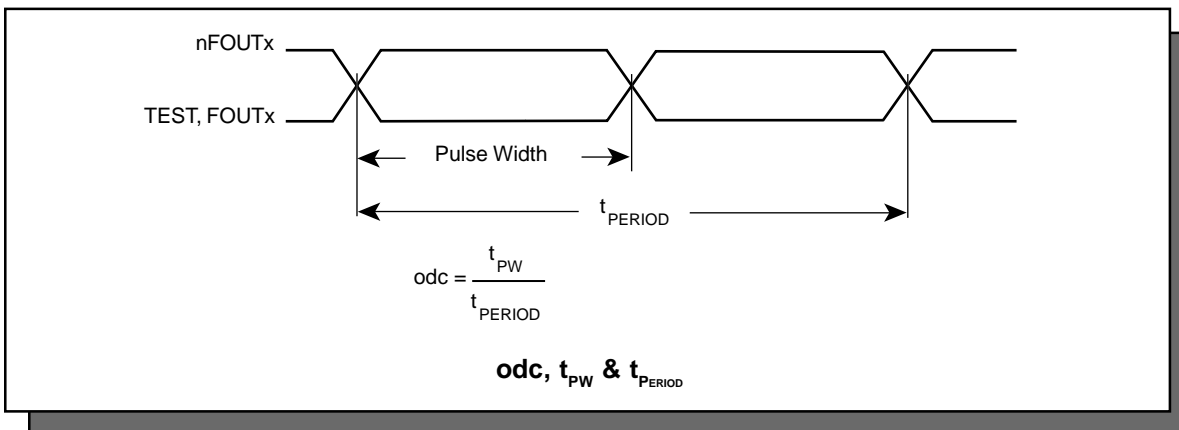 nFOUTx
TEST, FOUTx
Pulse Width
tPERIOD
odc = tPW
tPERIOD
odc, tPW & tPERIOD